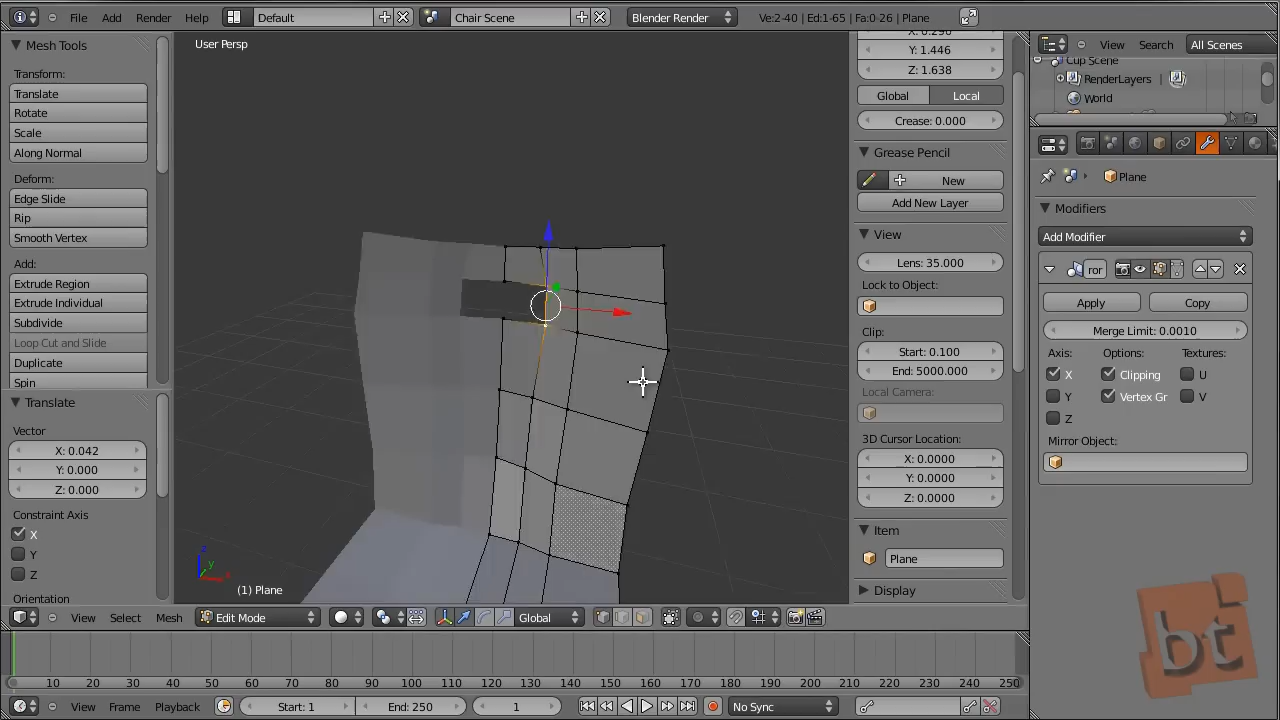 File Add Render Help Default Chair Scene Blender Render Ve:2-40 | Ed:1-65 | Fa:0-26 | Plane
Mesh Tools
Transform:
Translate
Rotate
Scale
Along Normal
Deform:
Edge Slide
Rip
Smooth Vertex
Add:
Extrude Region
Extrude Individual
Subdivide
Loop Cut and Slide
Duplicate
Spin
Translate
Vector
X: 0.042
Y: 0.000
Z: 0.000
Constraint Axis
X
Y
Z
Orientation
User Persp
(1) Plane
X: 0.290
Y: 1.446
Z: 1.638
Global Local
Crease: 0.000
Grease Pencil
New
Add New Layer
View
Lens: 35.000
Lock to Object:
Clip:
Start: 0.100
End: 5000.000
Local Camera:
3D Cursor Location:
X: 0.0000
Y: 0.0000
Z: 0.0000
Item
Plane
Display
View Search All Scenes
Cup Scene
RenderLayers |
World
Plane
Modifiers
Add Modifier
ror
Apply Copy
Merge Limit: 0.0010
Axis: Options: Textures:
X Clipping U
Y Vertex Gr V
Z
Mirror Object:
View Select Mesh Edit Mode Global
10 20 30 40 50 60 70 80 90 100 110 120 130 140 150 160 170 180 190 200 210 220 230 240 250
View Frame Playback Start: 1 End: 250 1 No Sync
bt